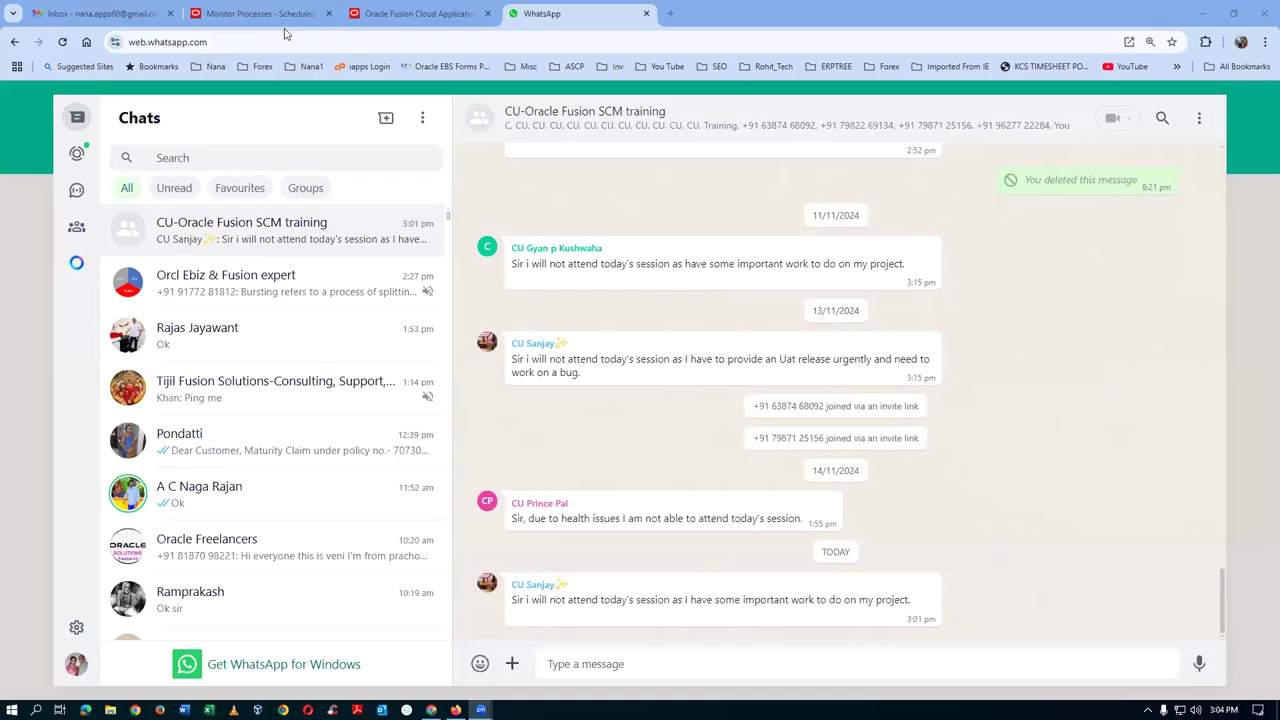 Inbox - nana.apps60@gmail.co
Monitor Processes - Scheduled
Oracle Fusion Cloud Application
WhatsApp
web.whatsapp.com
Suggested Sites
Bookmarks
Nana
Forex
Nana1
iapps Login
Oracle EBS Forms P...
Misc
ASCP
Inv
You Tube
SEO
Rohit_Tech
ERPTREE
Forex
Imported From IE
KCS TIMESHEET PO...
YouTube
All Bookmarks
Chats
Search
All
Unread
Favourites
Groups
CU-Oracle Fusion SCM training
3:01 pm
CU Sanjay✨: Sir i will not attend today's session as I have...
Orcl Ebiz & Fusion expert
2:27 pm
+91 91772 81812: Bursting refers to a process of splittin...
Rajas Jayawant
1:53 pm
Ok
Tijil Fusion Solutions-Consulting, Support,...
1:14 pm
Khan: Ping me
Pondatti
12:39 pm
Dear Customer, Maturity Claim under policy no.- 70730...
A C Naga Rajan
11:52 am
Ok
Oracle Freelancers
10:20 am
+91 81870 98221: Hi everyone this is veni I'm from pracho...
Ramprakash
10:19 am
Ok sir
Get WhatsApp for Windows
CU-Oracle Fusion SCM training
C, CU, CU, CU, CU, CU, CU, CU, CU, CU, CU, Training, +91 63874 68092, +91 79822 69134, +91 79871 25156, +91 96277 22284, You
2:52 pm
You deleted this message
8:21 pm
11/11/2024
C
CU Gyan p Kushwaha
Sir i will not attend today's session as have some important work to do on my project.
3:15 pm
13/11/2024
CU Sanjay✨
Sir i will not attend today's session as I have to provide an Uat release urgently and need to
work on a bug.
3:15 pm
+91 63874 68092 joined via an invite link
+91 79871 25156 joined via an invite link
14/11/2024
CP
CU Prince Pal
Sir, due to health issues I am not able to attend today's session.
1:55 pm
TODAY
CU Sanjay✨
Sir i will not attend today's session as I have some important work to do on my project.
3:01 pm
Type a message
3:04 PM